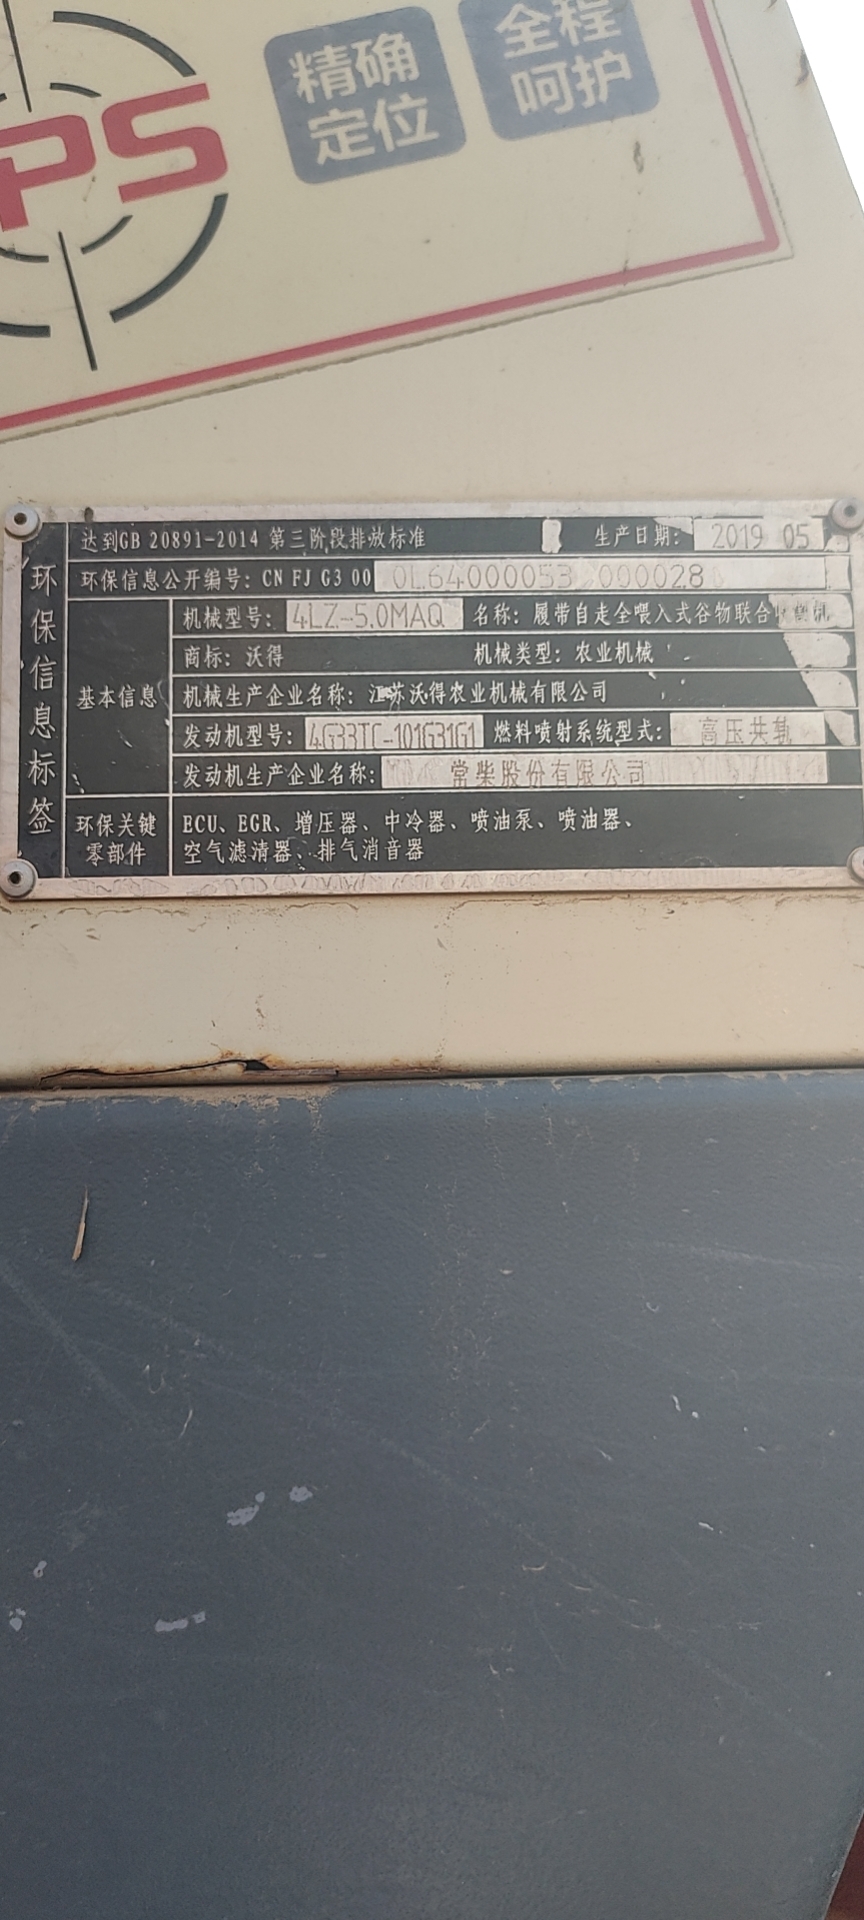 PS
精确
定位
全程
呵护
环保信息标签
达到GB 20891-2014 第三阶段排放标准 生产日期: 2019 05
环保信息公开编号: CN FJ G3 00 0L64000053 000028
基本信息
机械型号: 4LZ-5.0MAQ 名称: 履带自走全喂入式谷物联合收割机
商标: 沃得 机械类型: 农业机械
机械生产企业名称: 江苏沃得农业机械有限公司
发动机型号: 4G33TC-101G31G1 燃料喷射系统型式: 高压共轨
发动机生产企业名称: 常柴股份有限公司
环保关键
零部件
ECU、EGR、增压器、中冷器、喷油泵、喷油器、
空气滤清器、排气消音器